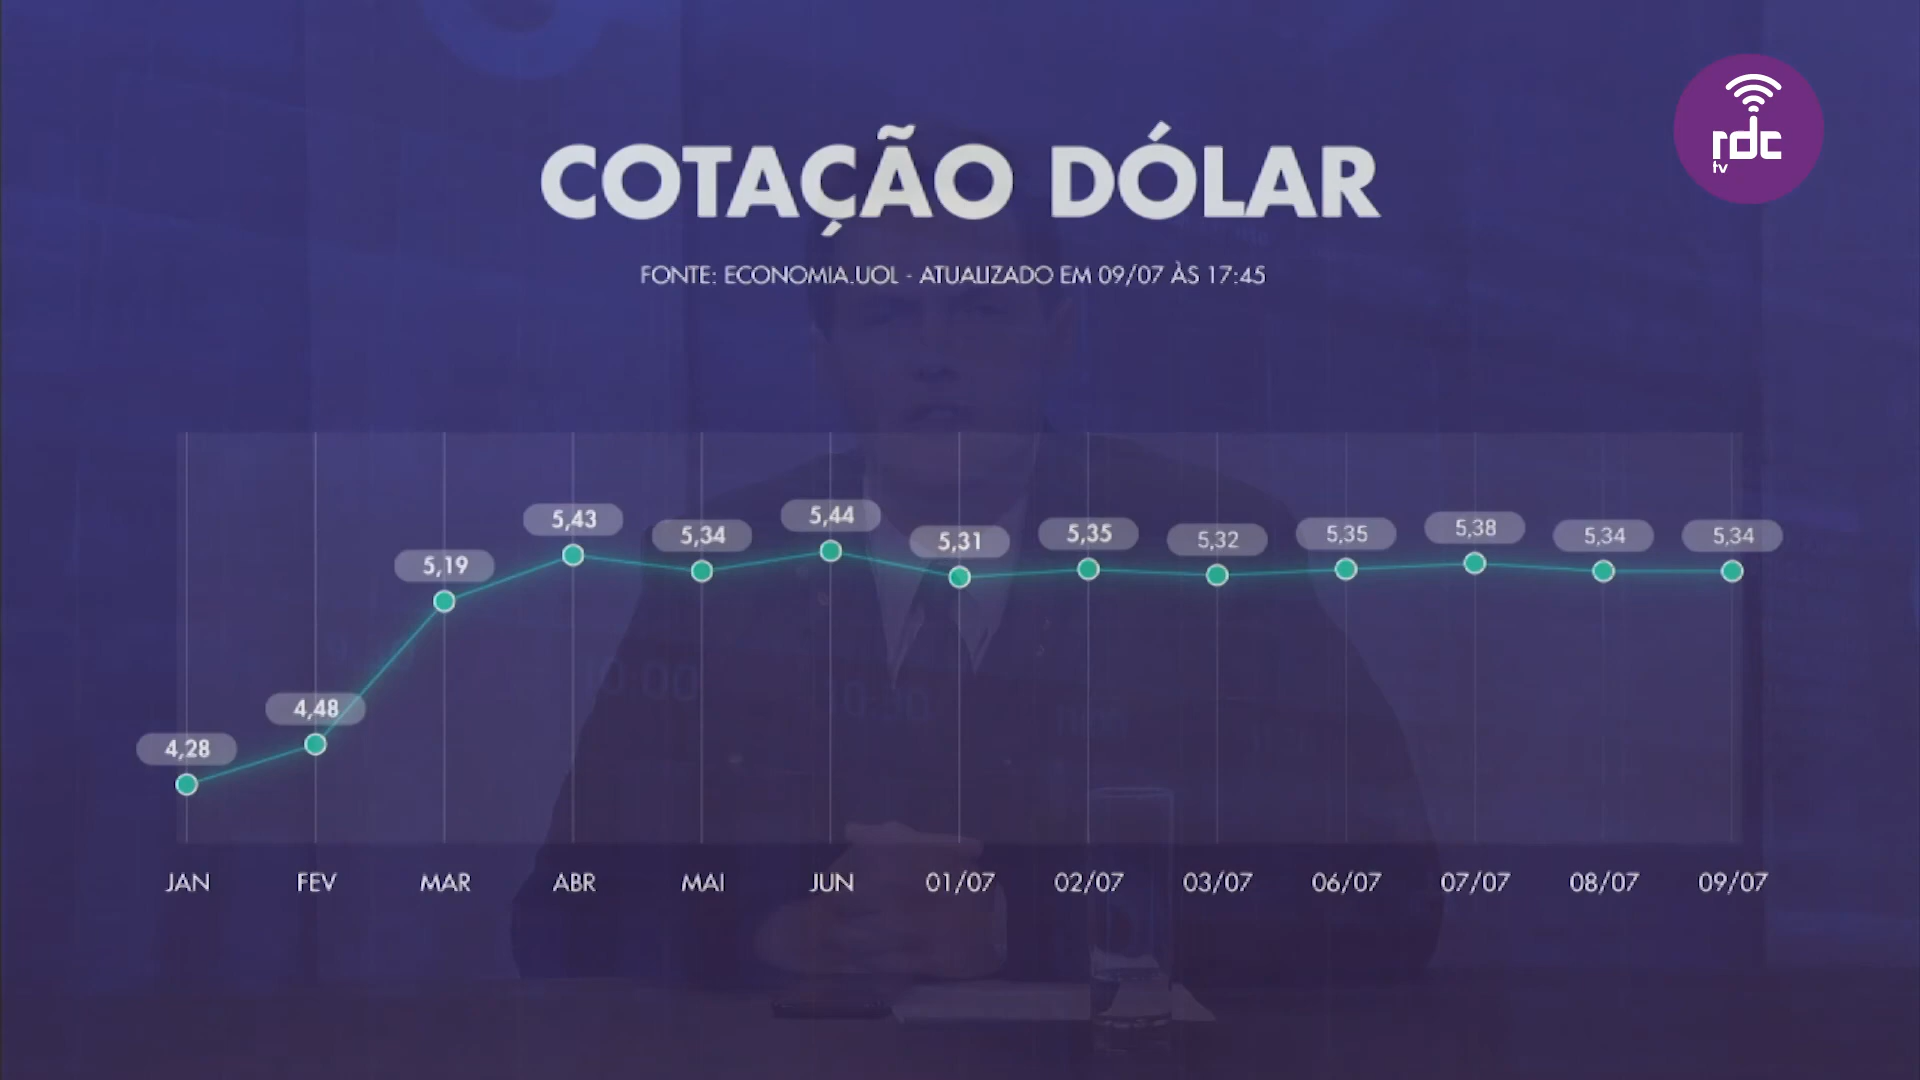 rdc
tv
COTAÇÃO DÓLAR
FONTE: ECONOMIA.UOL - ATUALIZADO EM 09/07 ÀS 17:45
4,28
4,48
5,19
5,43
5,34
5,44
5,31
5,35
5,32
5,35
5,38
5,34
5,34
JAN FEV MAR ABR MAI JUN 01/07 02/07 03/07 06/07 07/07 08/07 09/07